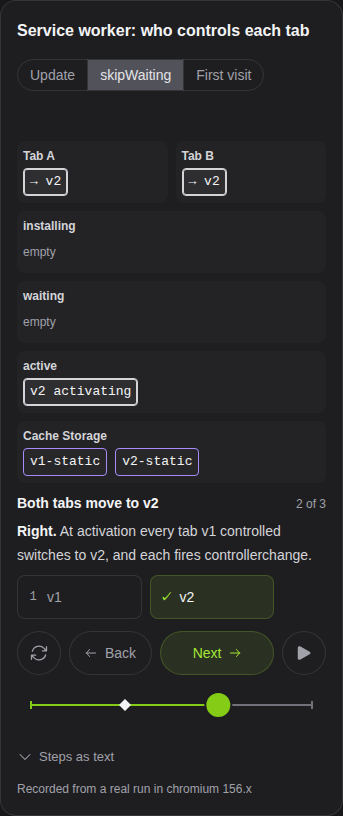 Service worker: who controls each tab
Update skipWaiting First visit
Tab A Tab B
→ v2 → v2
installing
empty
waiting
empty
active
v2 activating
Cache Storage
v1-static v2-static
Both tabs move to v2 2 of 3
Right. At activation every tab v1 controlled
switches to v2, and each fires controllerchange.
1 v1 ✓ v2
← Back Next →
Steps as text
Recorded from a real run in chromium 156.x